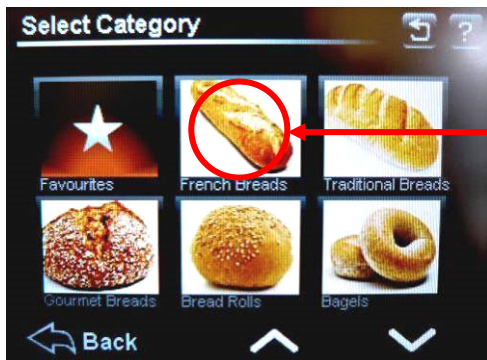 Select Category
?
Favourites
French Breads
Traditional Breads
Gourmet Breads
Bread Rolls
Bagels
Back